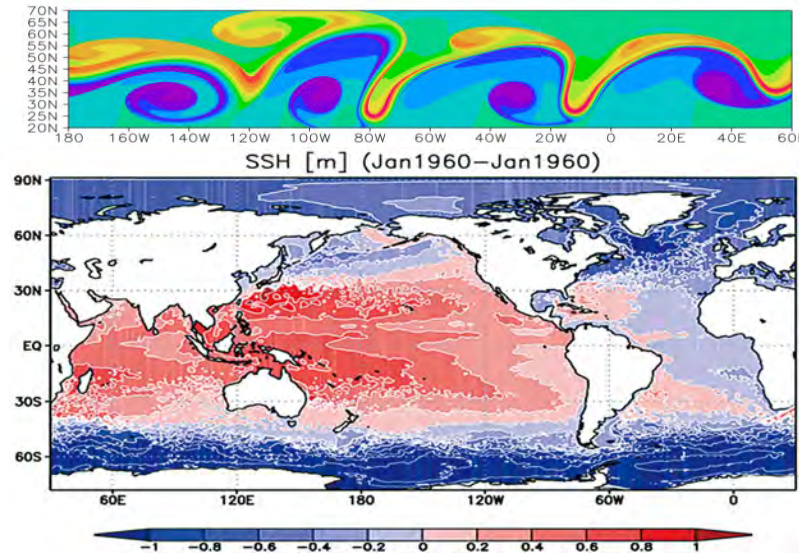 70N
65N
60N
55N
50N
45N
40N
35N
30N
25N
20N
180 160W 140W 120W 100W 80W 60W 40W 20W 0 20E 40E 60E
SSH [m] (Jan1960−Jan1960)
90N
60N
30N
EQ
30S
60S
60E 120E 180 120W 60W 0
−1 −0.8 −0.6 −0.4 −0.2 0 0.2 0.4 0.6 0.8 1